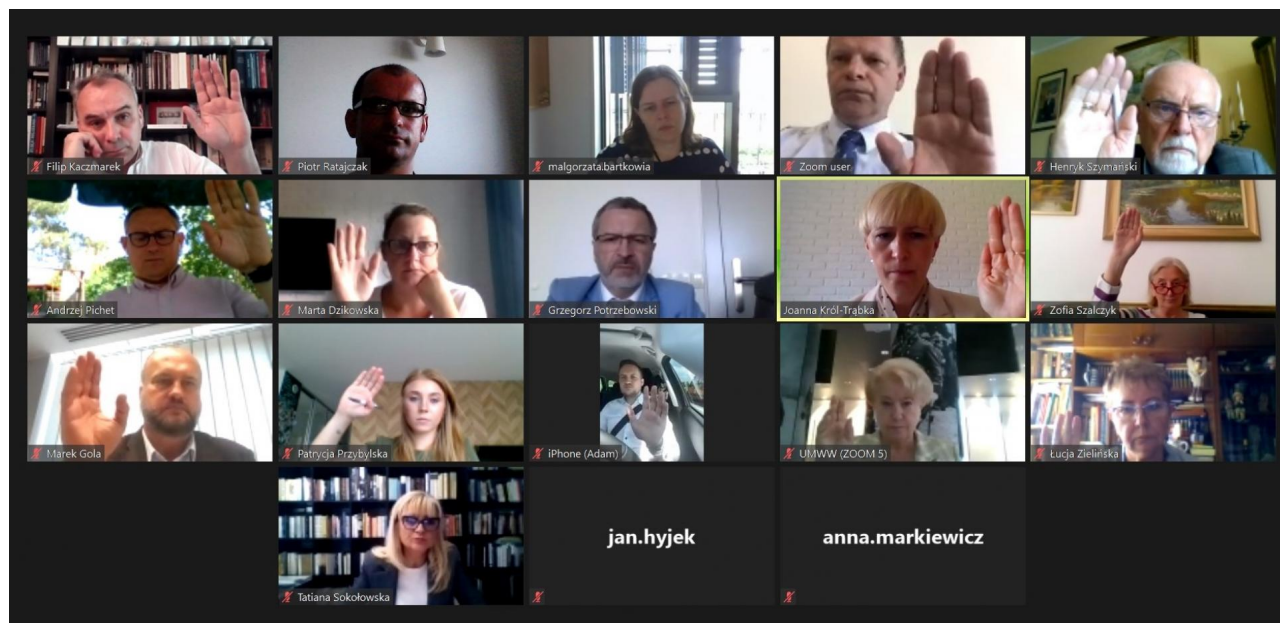 Filip Kaczmarek
Piotr Ratajczak
malgorzata.bartkowia
Zoom user
Henryk Szymański
Andrzej Pichet
Marta Dzikowska
Grzegorz Potrzebowski
Joanna Król-Trąbka
Zofia Szalczyk
Marek Gola
Patrycja Przybylska
iPhone (Adam)
UMWW (ZOOM 5)
Łucja Zielińska
Tatiana Sokołowska
jan.hyjek
anna.markiewicz